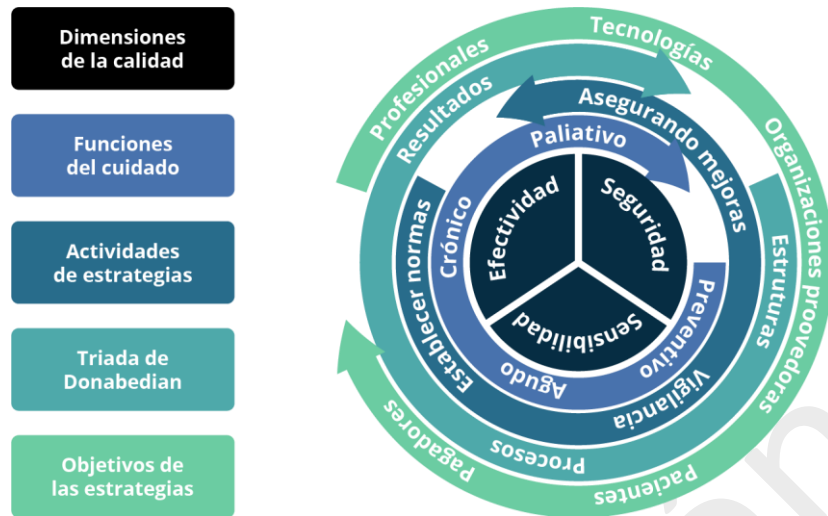 Dimensiones
de la calidad
Funciones
del cuidado
Actividades
de estrategias
Triada de
Donabedian
Objetivos de
las estrategias
Profesionales
Tecnologías
Organizaciones proovedoras
Pacientes
Pagadores
Resultados
Estructuras
Procesos
Establecer normas
Asegurando mejoras
Vigilancia
Crónico
Paliativo
Preventivo
Agudo
Efectividad
Seguridad
Sensibilidad